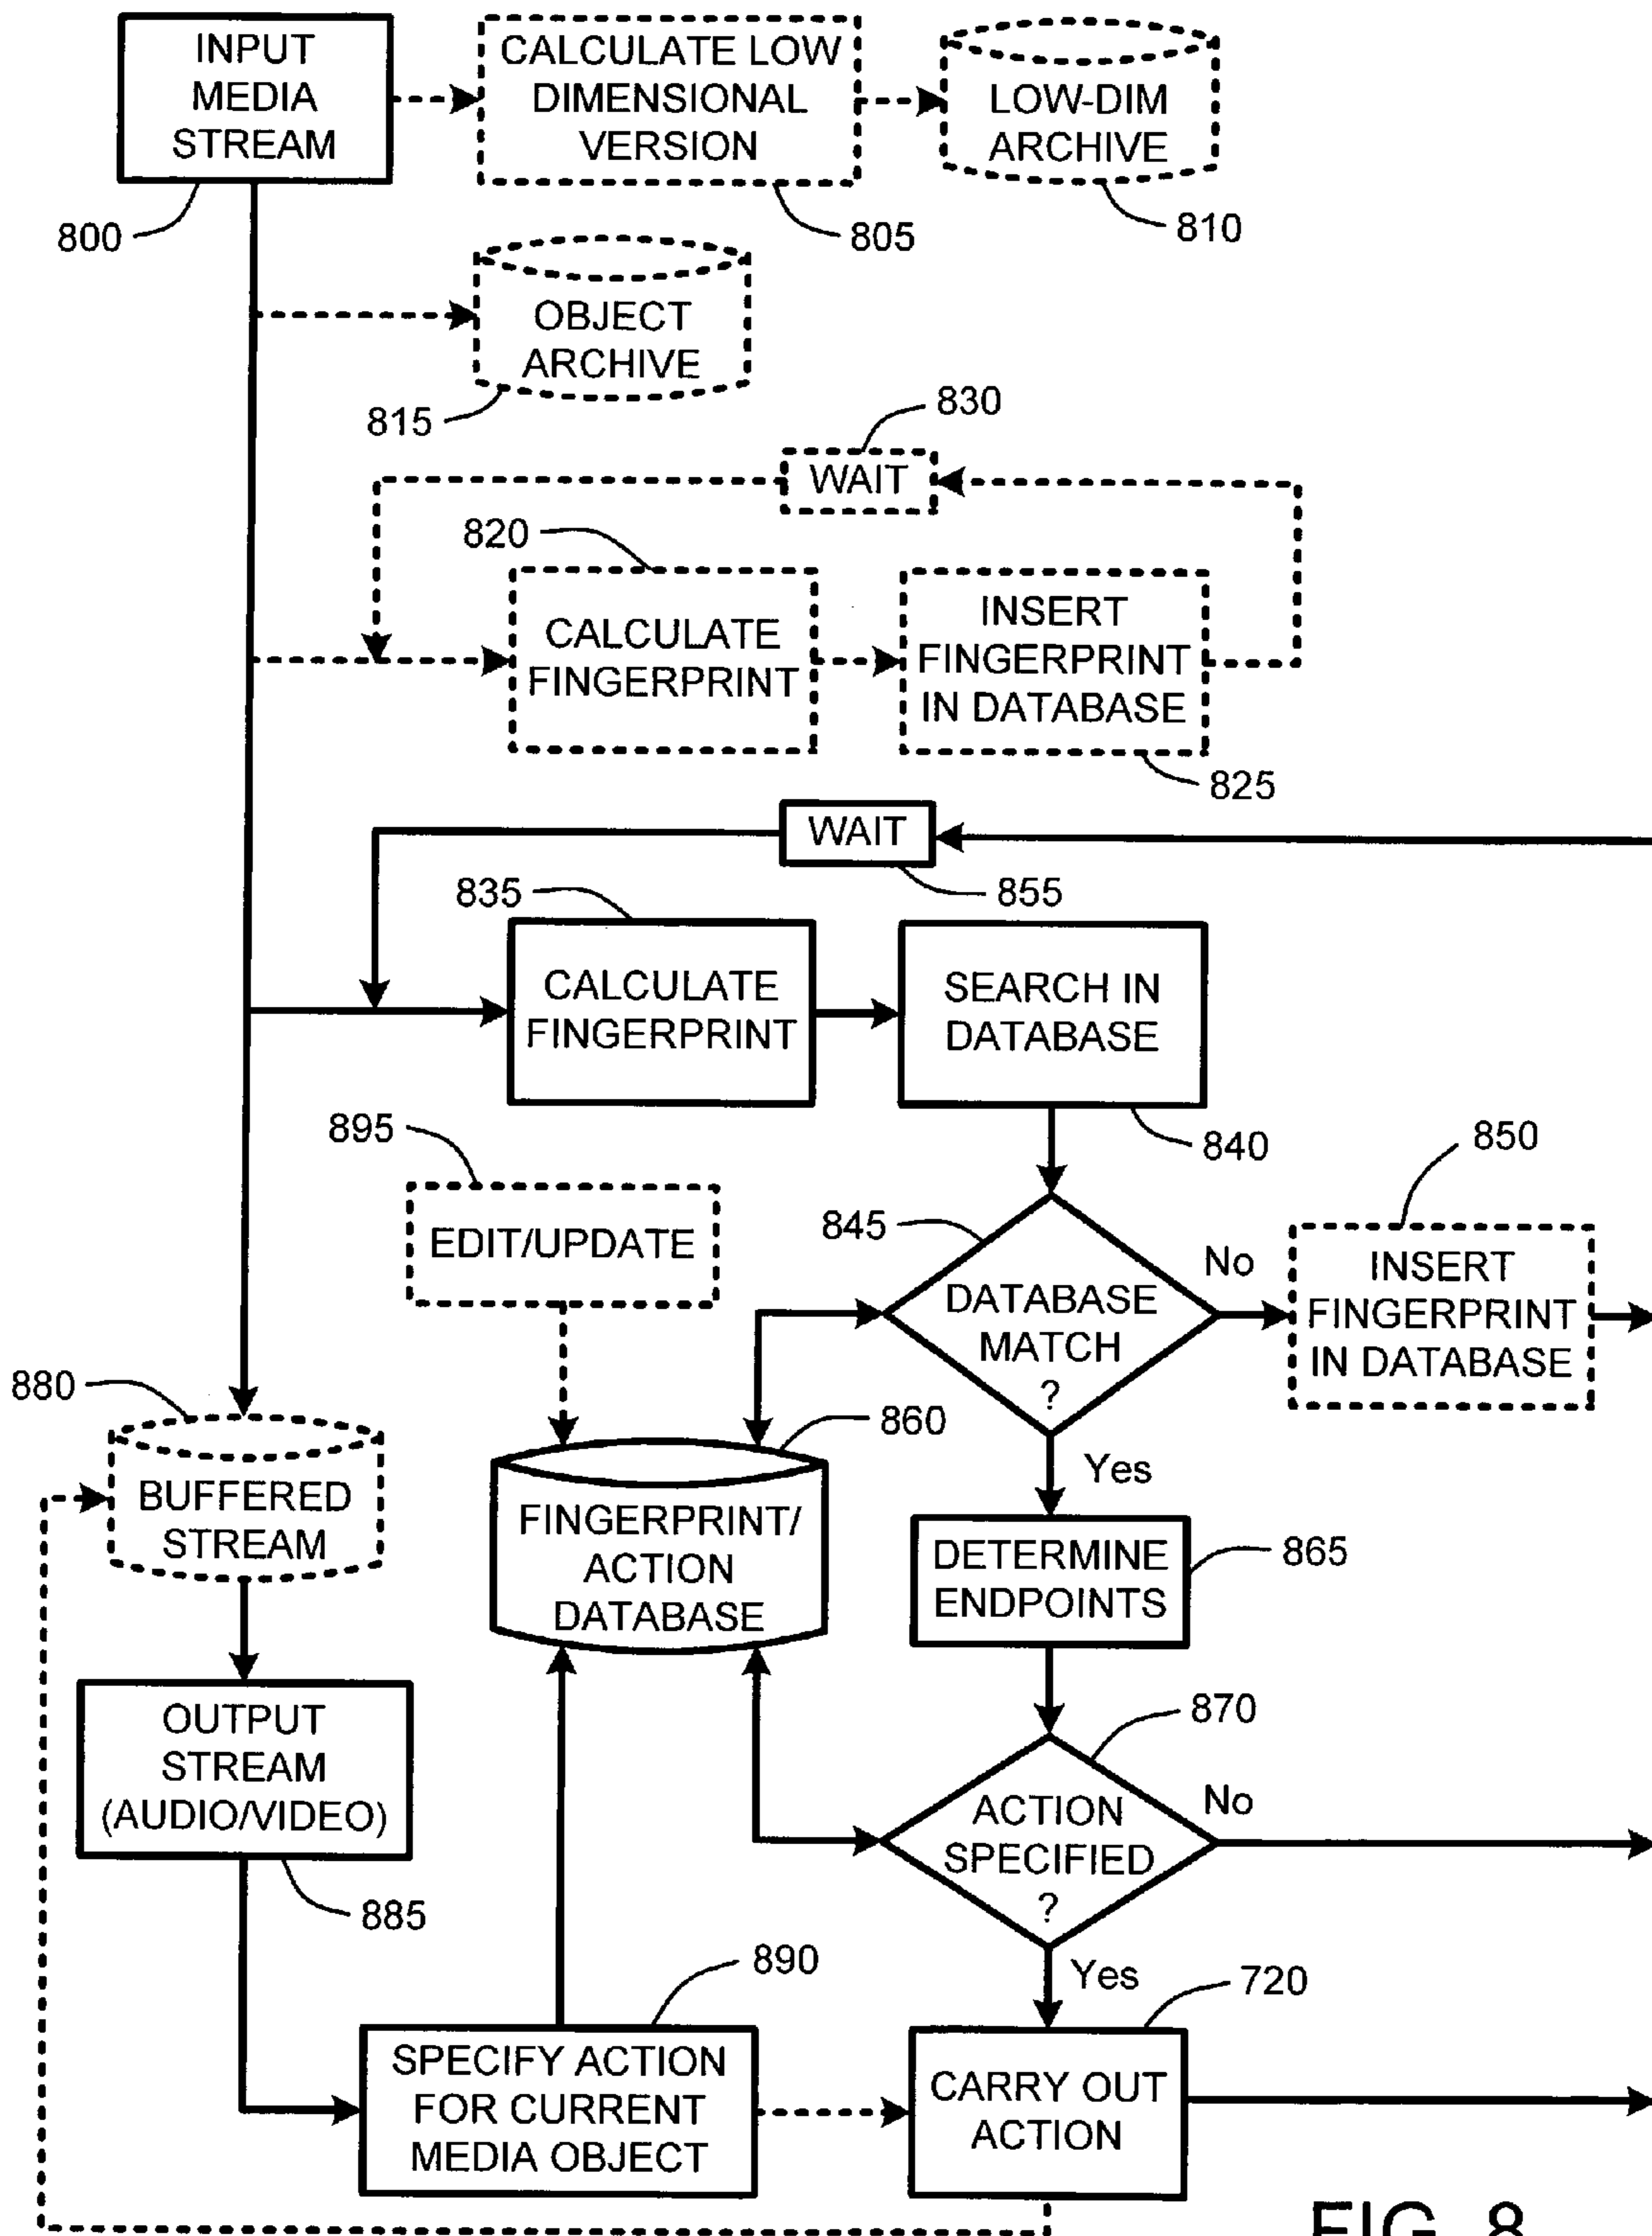 INPUT
MEDIA
STREAM
800
CALCULATE LOW
DIMENSIONAL
VERSION
805
LOW-DIM
ARCHIVE
810
OBJECT
ARCHIVE
815
830
WAIT
820
CALCULATE
FINGERPRINT
INSERT
FINGERPRINT
IN DATABASE
825
WAIT
855
835
CALCULATE
FINGERPRINT
SEARCH IN
DATABASE
840
895
EDIT/UPDATE
845
DATABASE
MATCH
?
No
850
INSERT
FINGERPRINT
IN DATABASE
Yes
880
BUFFERED
STREAM
860
FINGERPRINT/
ACTION
DATABASE
DETERMINE
ENDPOINTS
865
OUTPUT
STREAM
(AUDIO/VIDEO)
885
870
ACTION
SPECIFIED
?
No
Yes
890
SPECIFY ACTION
FOR CURRENT
MEDIA OBJECT
720
CARRY OUT
ACTION
FIG. 8